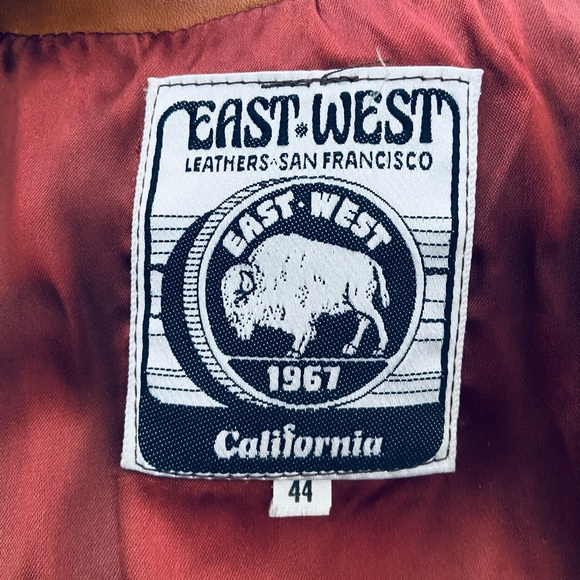 EAST·WEST
LEATHERS·SAN FRANCISCO
EAST·WEST
1967
California
44